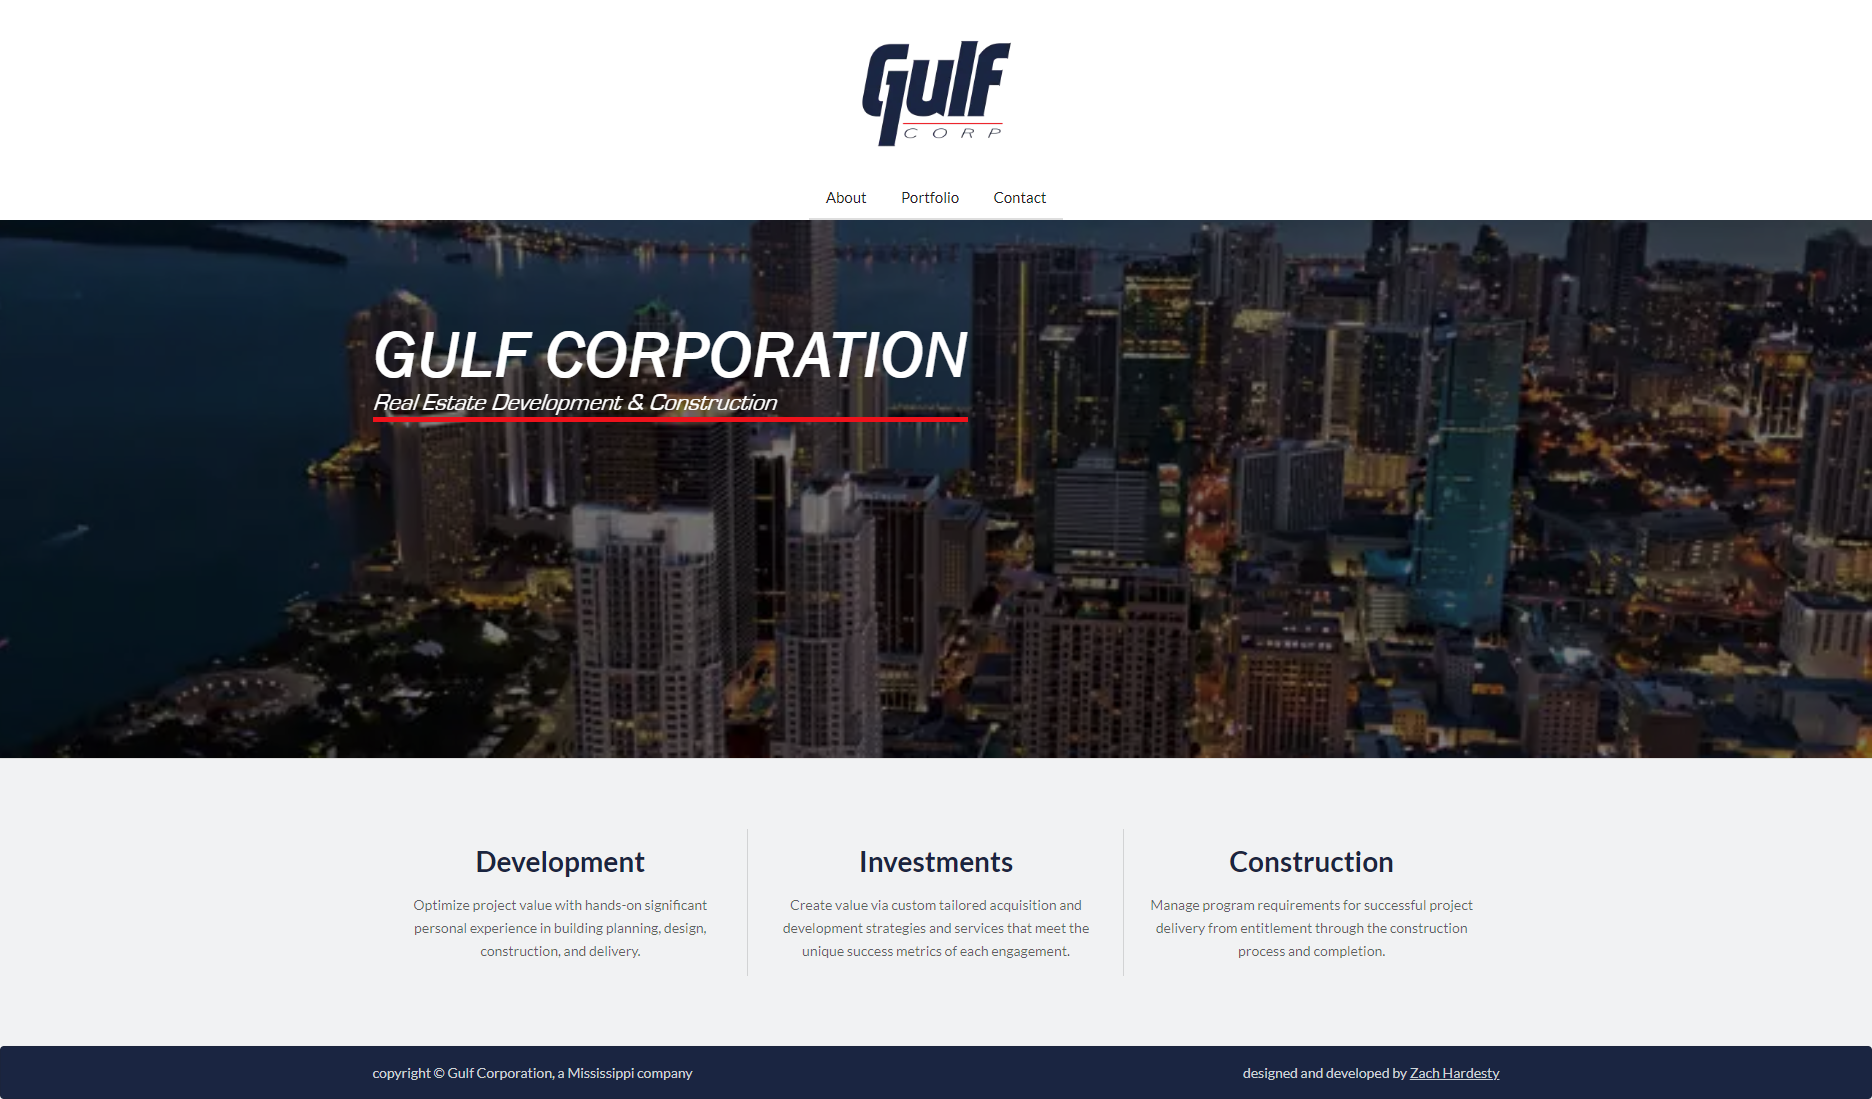 Gulf
CORP
About Portfolio Contact
GULF CORPORATION
Real Estate Development & Construction
Development
Optimize project value with hands-on significant
personal experience in building planning, design,
construction, and delivery.
Investments
Create value via custom tailored acquisition and
development strategies and services that meet the
unique success metrics of each engagement.
Construction
Manage program requirements for successful project
delivery from entitlement through the construction
process and completion.
copyright © Gulf Corporation, a Mississippi company
designed and developed by Zach Hardesty